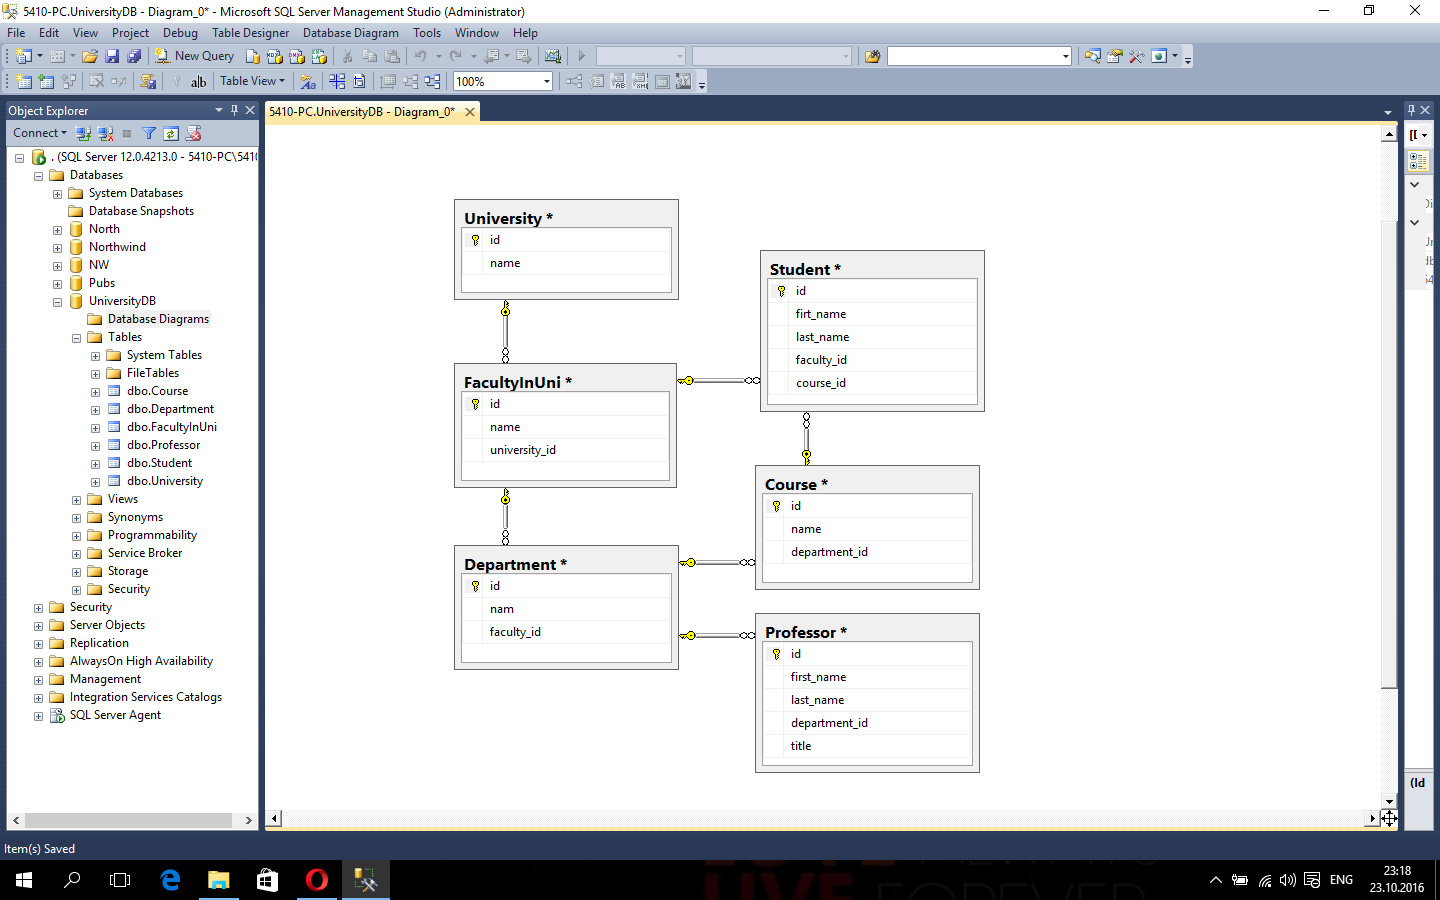 5410-PC.UniversityDB - Diagram_0* - Microsoft SQL Server Management Studio (Administrator)
File Edit View Project Debug Table Designer Database Diagram Tools Window Help
New Query
Table View 100%
Object Explorer
5410-PC.UniversityDB - Diagram_0*
Connect
. (SQL Server 12.0.4213.0 - 5410-PC\5410
Databases
System Databases
Database Snapshots
North
Northwind
NW
Pubs
UniversityDB
Database Diagrams
Tables
System Tables
FileTables
dbo.Course
dbo.Department
dbo.FacultyInUni
dbo.Professor
dbo.Student
dbo.University
Views
Synonyms
Programmability
Service Broker
Storage
Security
Security
Server Objects
Replication
AlwaysOn High Availability
Management
Integration Services Catalogs
SQL Server Agent
University *
id
name
FacultyInUni *
id
name
university_id
Department *
id
nam
faculty_id
Student *
id
firt_name
last_name
faculty_id
course_id
Course *
id
name
department_id
Professor *
id
first_name
last_name
department_id
title
(Id
Item(s) Saved
ENG
23:18
23.10.2016